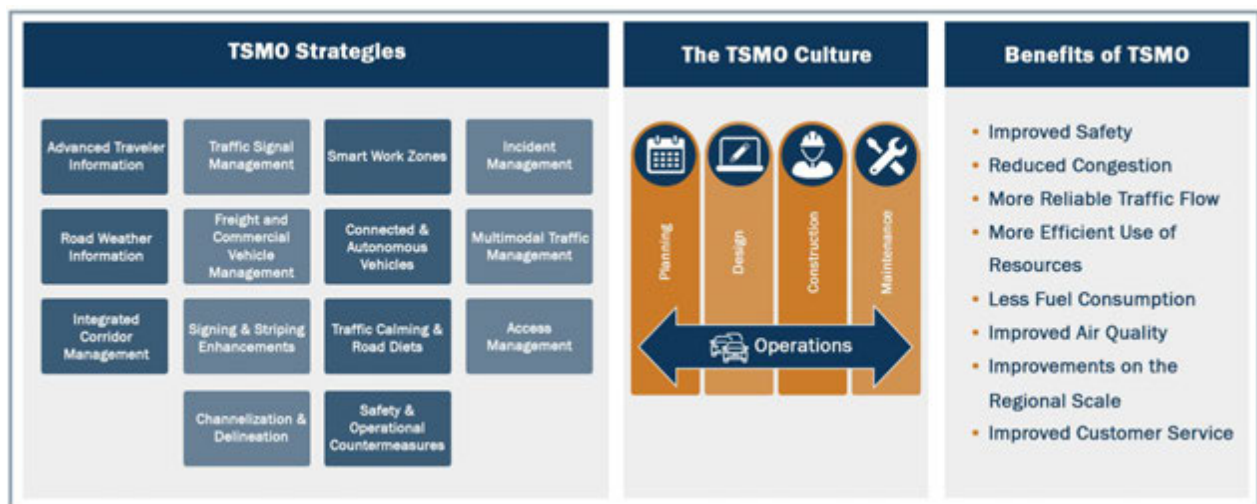 TSMO Strategies
Advanced Traveler
Information
Traffic Signal
Management
Smart Work Zones
Incident
Management
Road Weather
Information
Freight and
Commercial
Vehicle
Management
Connected &
Autonomous
Vehicles
Multimodal Traffic
Management
Integrated
Corridor
Management
Signing & Striping
Enhancements
Traffic Calming &
Road Diets
Access
Management
Channelization &
Delineation
Safety &
Operational
Countermeasures
The TSMO Culture
Planning
Design
Construction
Maintenance
Operations
Benefits of TSMO
• Improved Safety
• Reduced Congestion
• More Reliable Traffic Flow
• More Efficient Use of
Resources
• Less Fuel Consumption
• Improved Air Quality
• Improvements on the
Regional Scale
• Improved Customer Service